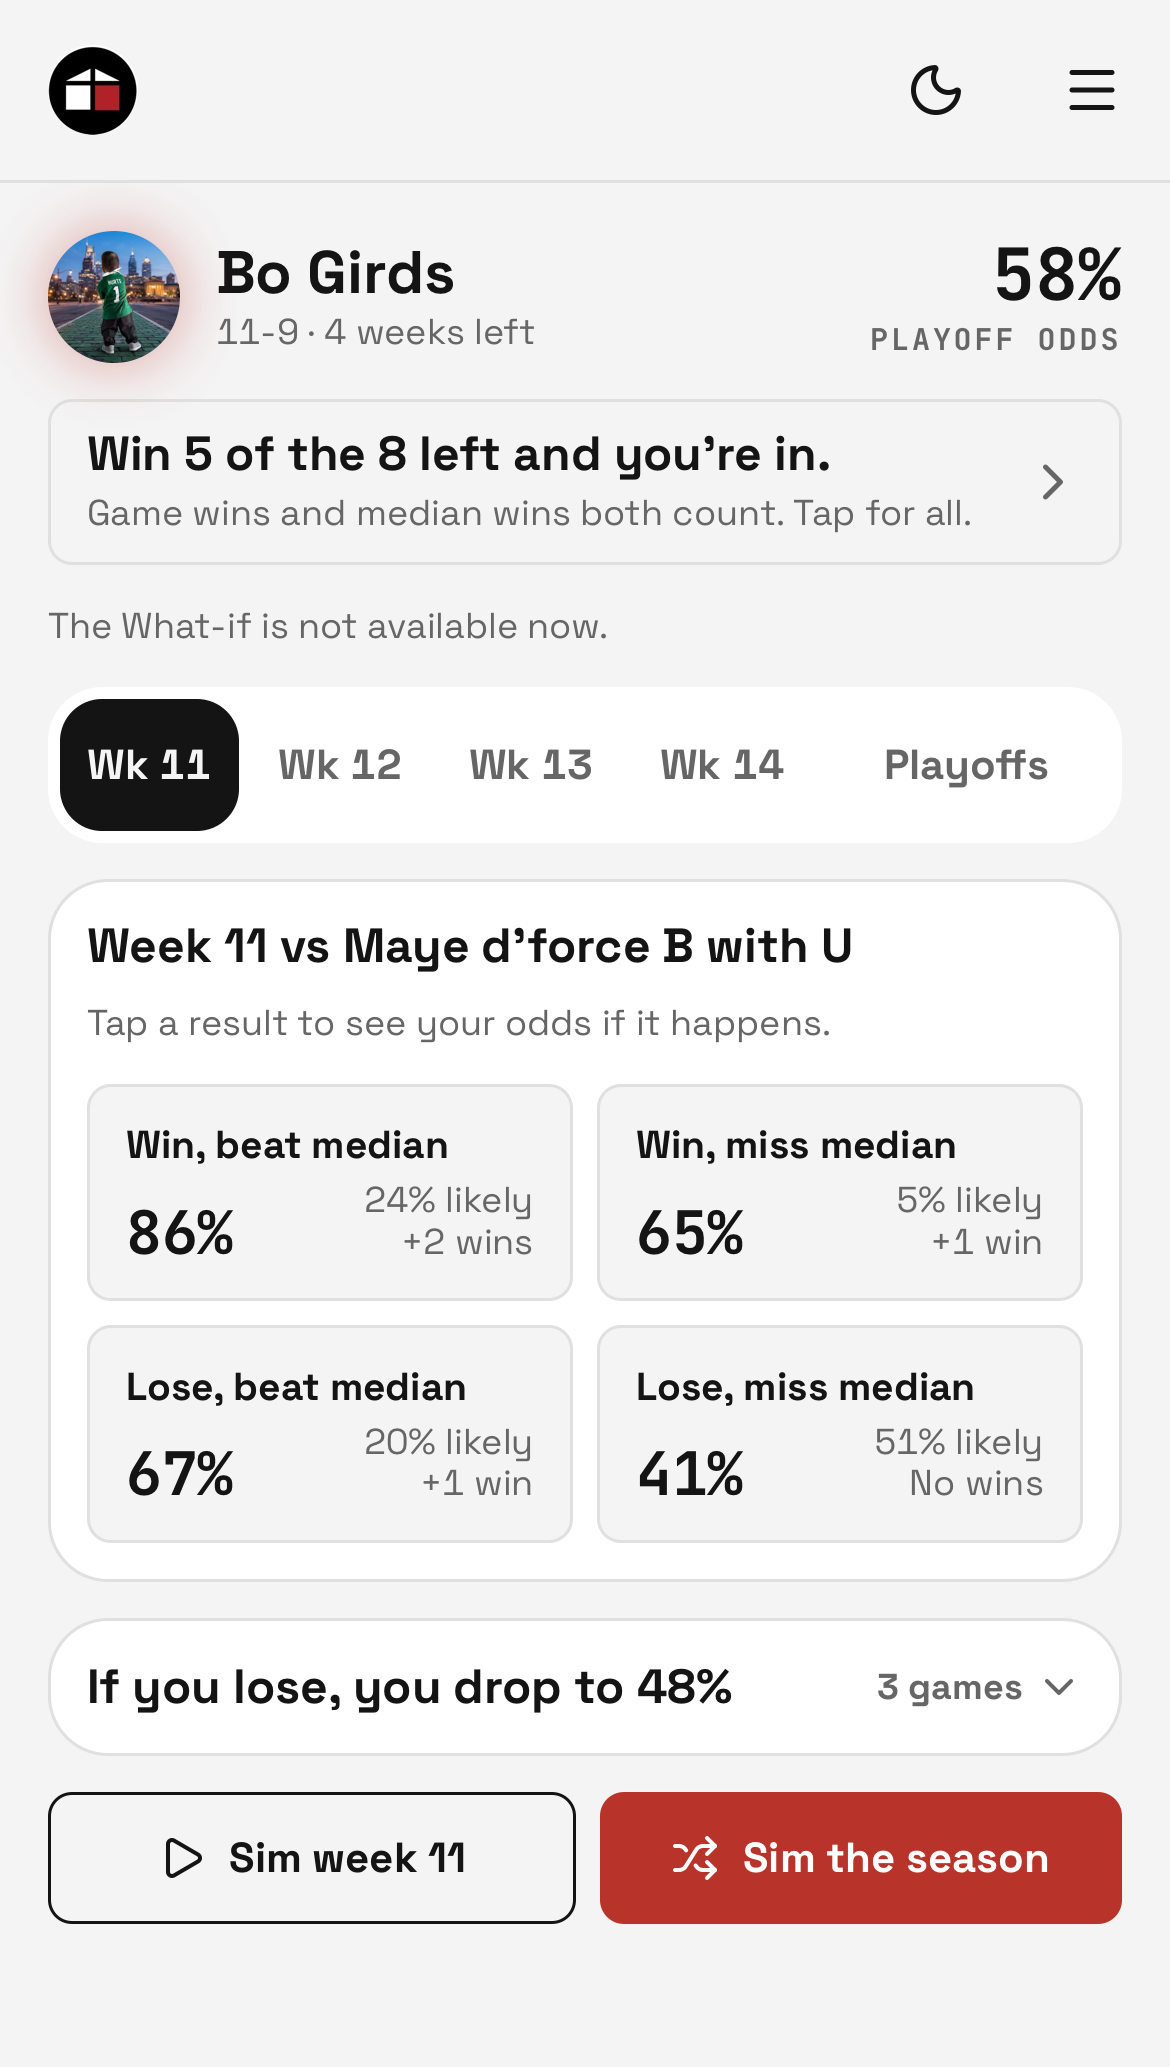 Bo Girds
11-9 · 4 weeks left
58%
PLAYOFF ODDS
Win 5 of the 8 left and you’re in.
Game wins and median wins both count. Tap for all.
The What-if is not available now.
Wk 11
Wk 12
Wk 13
Wk 14
Playoffs
Week 11 vs Maye d’force B with U
Tap a result to see your odds if it happens.
Win, beat median
86%
24% likely
+2 wins
Win, miss median
65%
5% likely
+1 win
Lose, beat median
67%
20% likely
+1 win
Lose, miss median
41%
51% likely
No wins
If you lose, you drop to 48%
3 games
Sim week 11
Sim the season